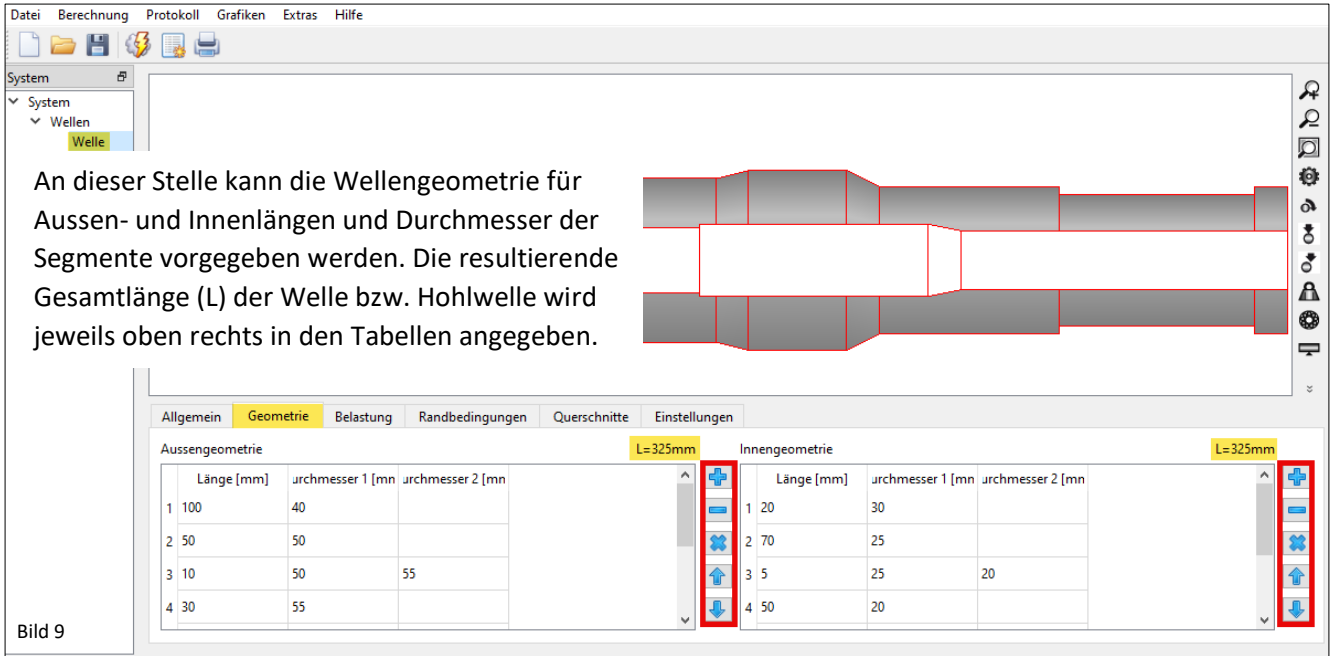 Datei Berechnung Protokoll Grafiken Extras Hilfe
System
System
Wellen
Welle
An dieser Stelle kann die Wellengeometrie für
Aussen- und Innenlängen und Durchmesser der
Segmente vorgegeben werden. Die resultierende
Gesamtlänge (L) der Welle bzw. Hohlwelle wird
jeweils oben rechts in den Tabellen angegeben.
Allgemein Geometrie Belastung Randbedingungen Querschnitte Einstellungen
Aussengeometrie L=325mm
Länge [mm] urchmesser 1 [mn urchmesser 2 [mn
1 100 40
2 50 50
3 10 50 55
4 30 55
Innengeometrie L=325mm
Länge [mm] urchmesser 1 [mn urchmesser 2 [mn
1 20 30
2 70 25
3 5 25 20
4 50 20
Bild 9